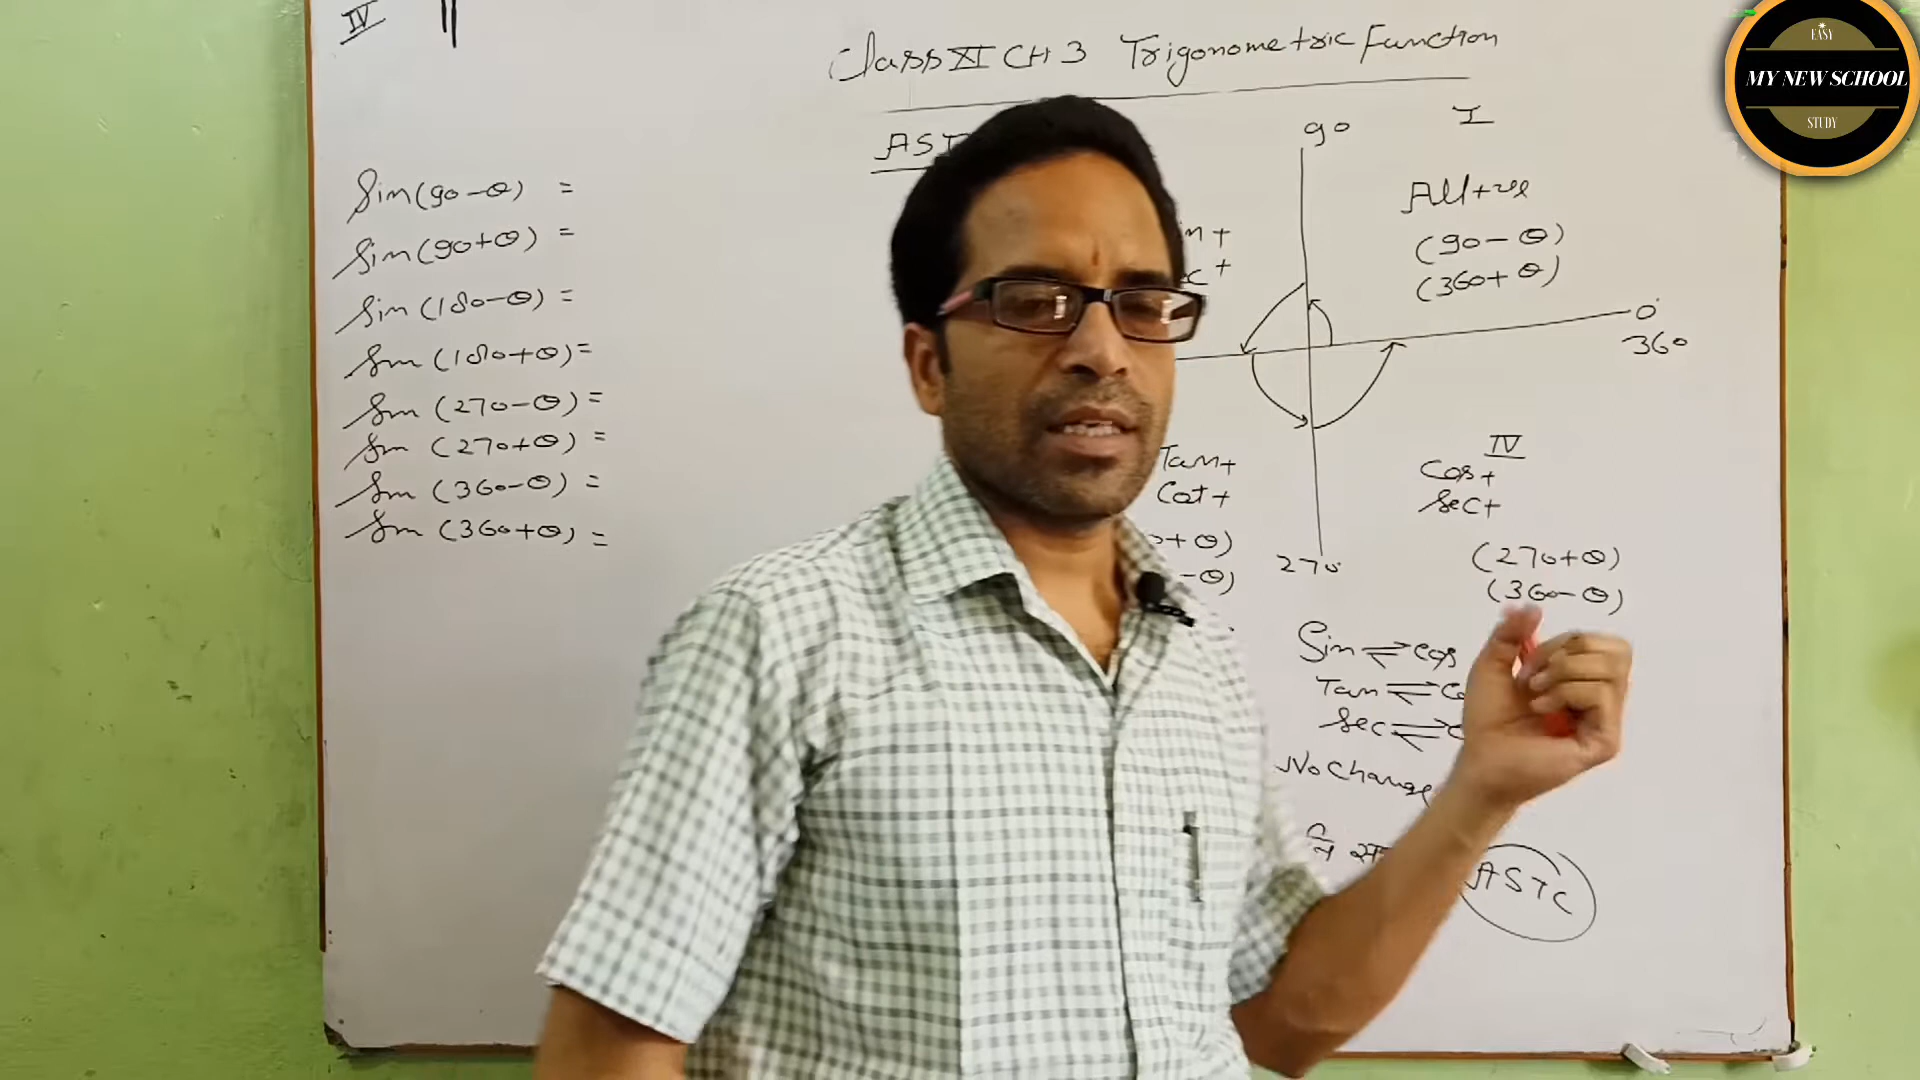 IV
Class XI CH 3 Trigonometric Function
EASY
MY NEW SCHOOL
STUDY
Sin(90-θ) =
Sin(90+θ) =
Sin(180-θ) =
Sin(180+θ) =
Sin(270-θ) =
Sin(270+θ) =
Sin(360-θ) =
Sin(360+θ) =
90
I
All +ve
(90-θ)
(360+θ)
0°
360
Tan+
Cot+
270°
IV
Cos+
Sec+
(270+θ)
(360-θ)
Sin ⇌ Cos
Tan ⇌
Sec ⇌
No Change
ASTC